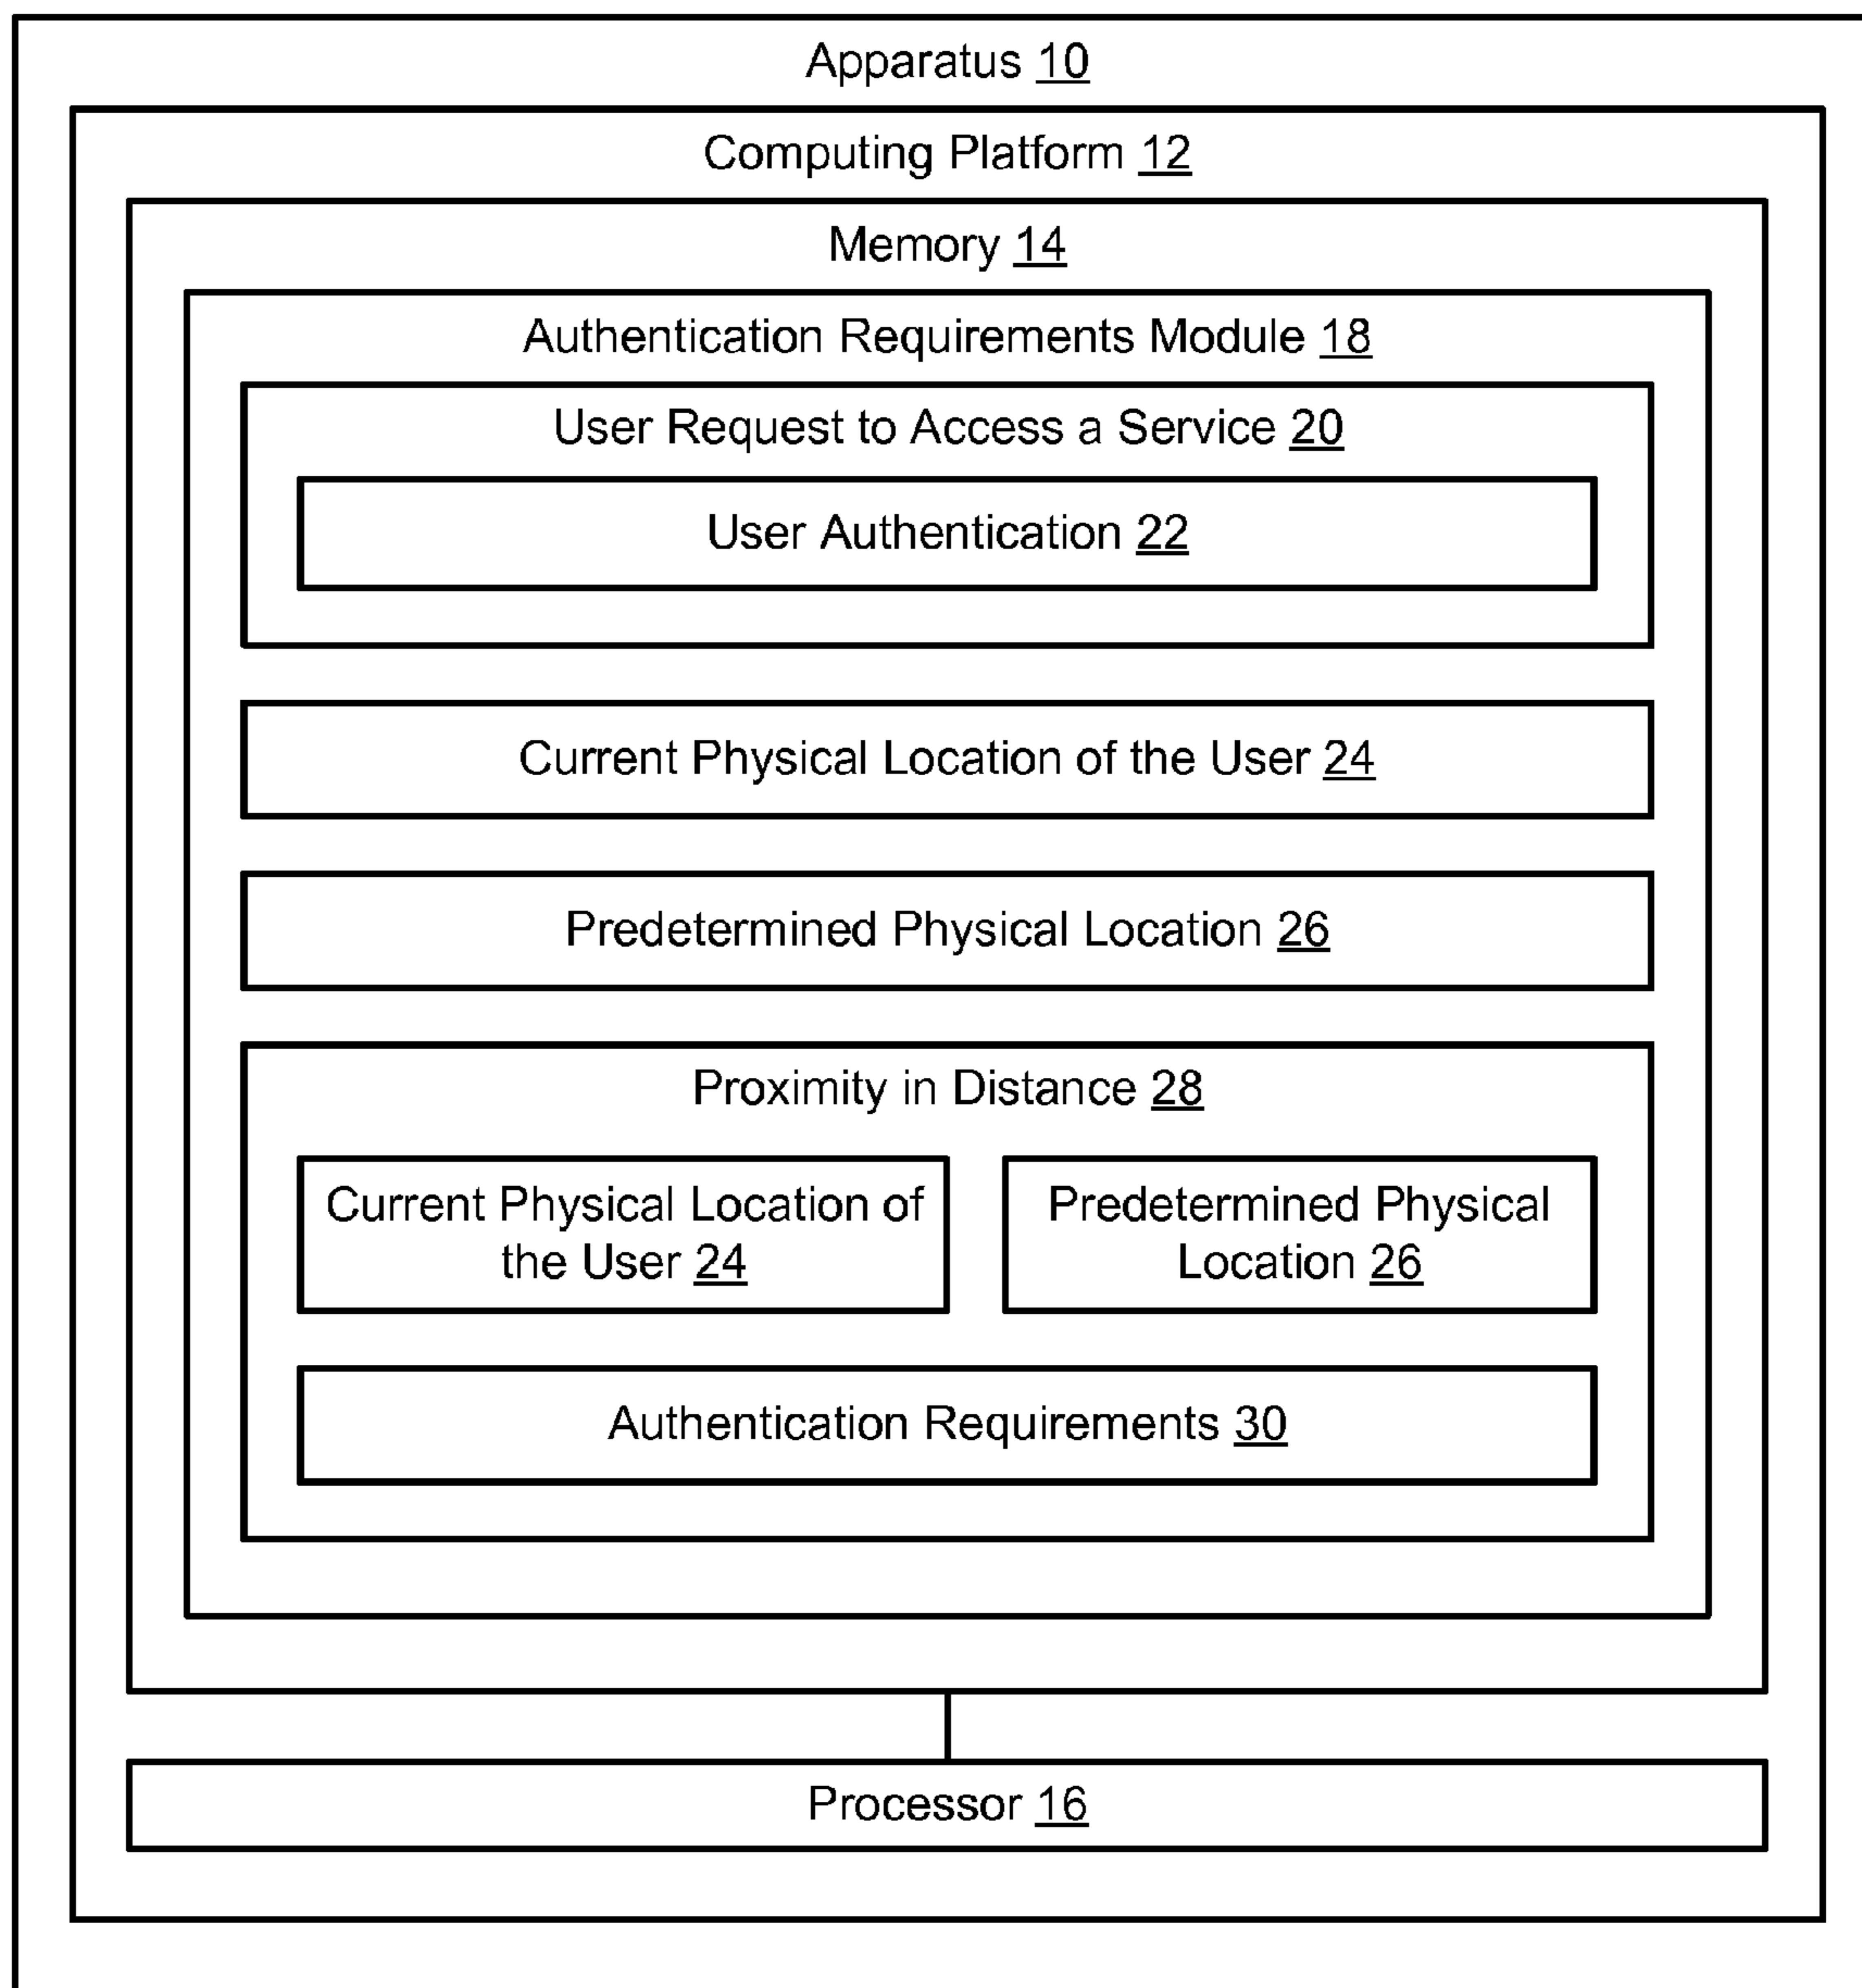 Apparatus 10
Computing Platform 12
Memory 14
Authentication Requirements Module 18
User Request to Access a Service 20
User Authentication 22
Current Physical Location of the User 24
Predetermined Physical Location 26
Proximity in Distance 28
Current Physical Location of
the User 24
Predetermined Physical
Location 26
Authentication Requirements 30
Processor 16